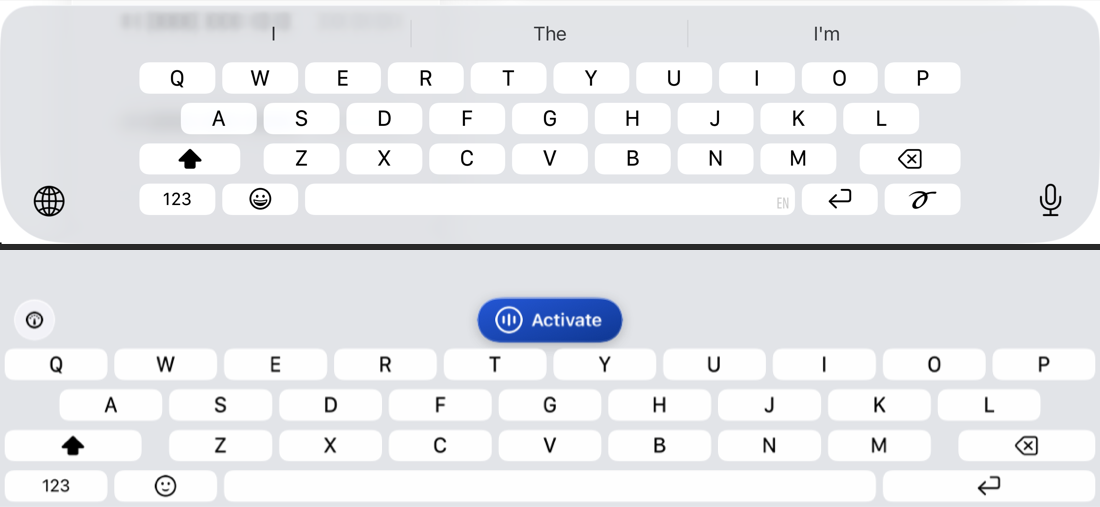 I The I'm
Q W E R T Y U I O P
A S D F G H J K L
Z X C V B N M
123 EN
Activate
Q W E R T Y U I O P
A S D F G H J K L
Z X C V B N M
123